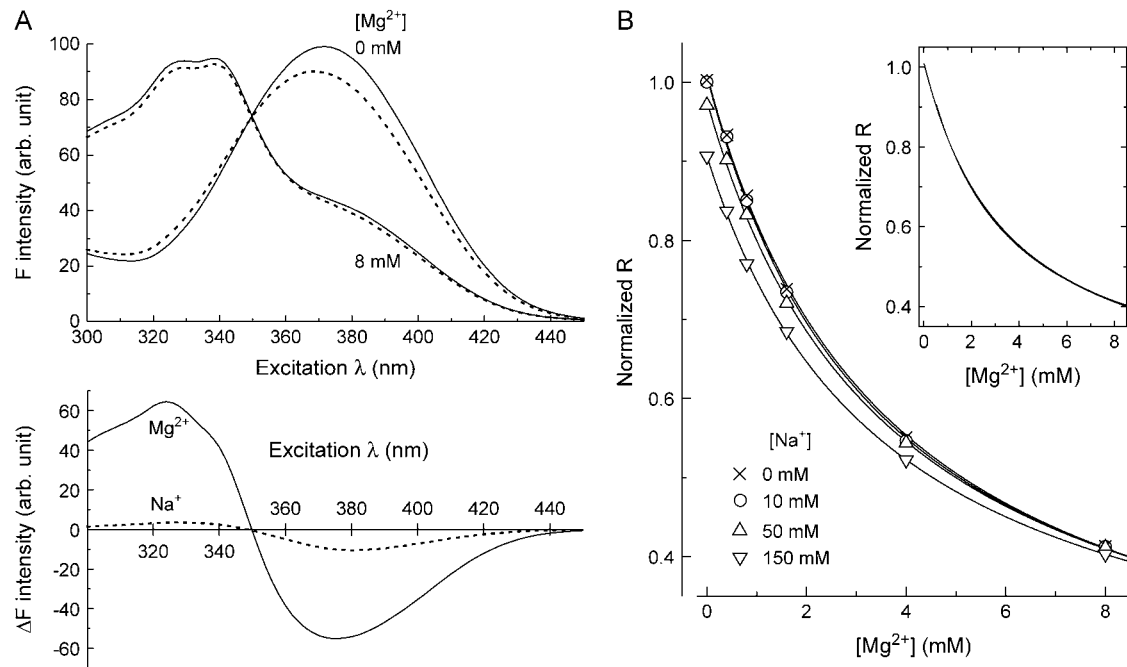 A
[Mg²⁺]
0 mM
8 mM
100
80
60
40
20
0
F intensity (arb. unit)
300 320 340 360 380 400 420 440
Excitation λ (nm)
60
40
20
0
-20
-40
-60
ΔF intensity (arb. unit)
Mg²⁺
Na⁺
Excitation λ (nm)
320 340 360 380 400 420 440
B
1.0
0.8
0.6
0.4
Normalized R
0 2 4 6 8
[Mg²⁺] (mM)
[Na⁺]
0 mM
10 mM
50 mM
150 mM
1.0
0.8
0.6
0.4
Normalized R
0 2 4 6 8
[Mg²⁺] (mM)